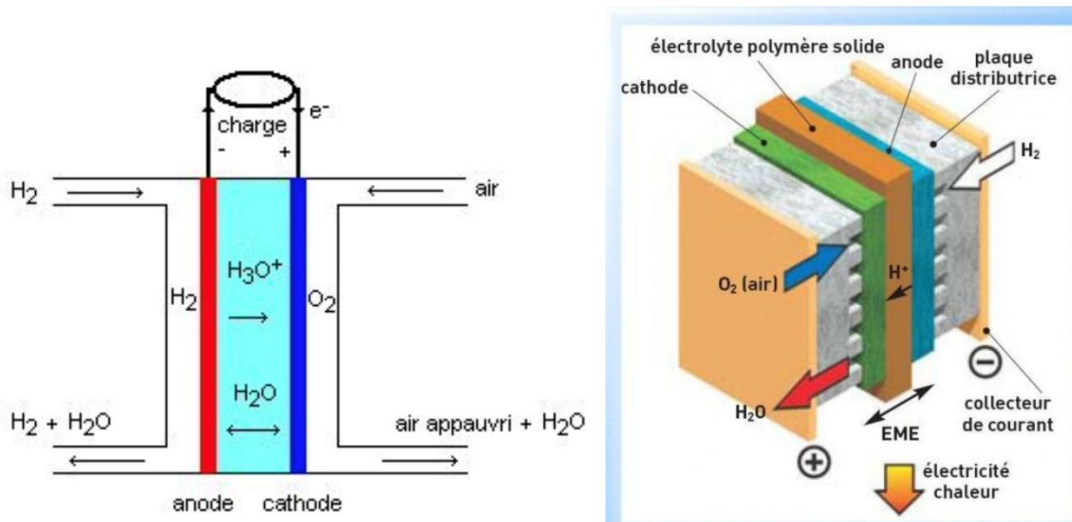 e⁻
charge
- +
H₂
air
H₃O⁺
H₂
O₂
H₂O
H₂ + H₂O
air appauvri + H₂O
anode
cathode
électrolyte polymère solide
cathode
anode
plaque
distributrice
H₂
O₂ (air)
H⁺
H₂O
EME
⊖
⊕
collecteur
de courant
électricité
chaleur